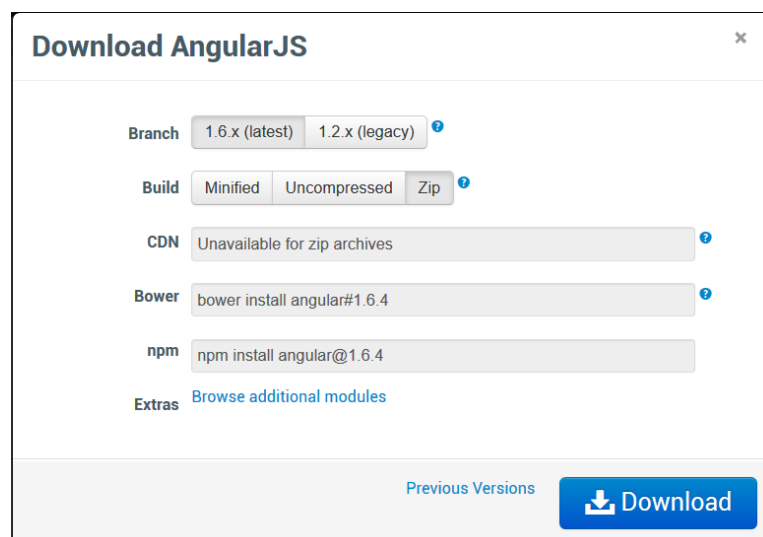 Download AngularJS ×
Branch 1.6.x (latest) 1.2.x (legacy) ?
Build Minified Uncompressed Zip ?
CDN Unavailable for zip archives ?
Bower bower install angular#1.6.4 ?
npm npm install angular@1.6.4
Extras Browse additional modules
Previous Versions Download